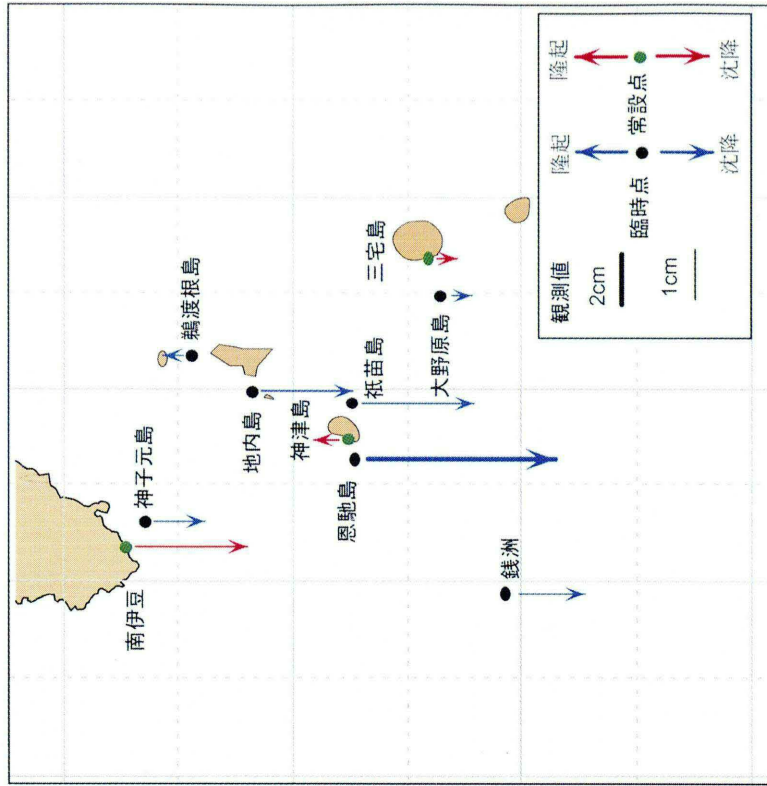 南伊豆
神子元島
鵜渡根島
地内島
神津島
祇苗島
恩馳島
三宅島
大野原島
銭洲
観測値
2cm
1cm
隆起
臨時点
沈降
隆起
常設点
沈降